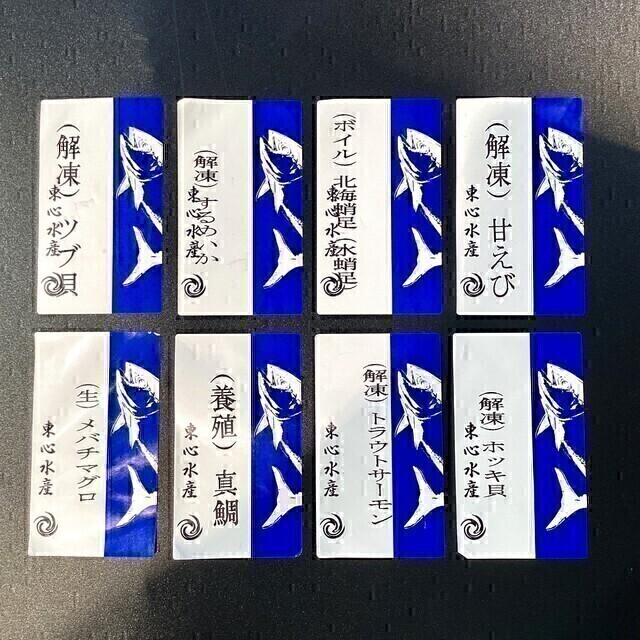 (解凍)ツブ貝
東心水産
(解凍)するめいか
東心水産
(ボイル)北海蛸足(水蛸足)
東心水産
(解凍)甘えび
東心水産
(生)メバチマグロ
東心水産
(養殖)真鯛
東心水産
(解凍)トラウトサーモン
東心水産
(解凍)ホッキ貝
東心水産